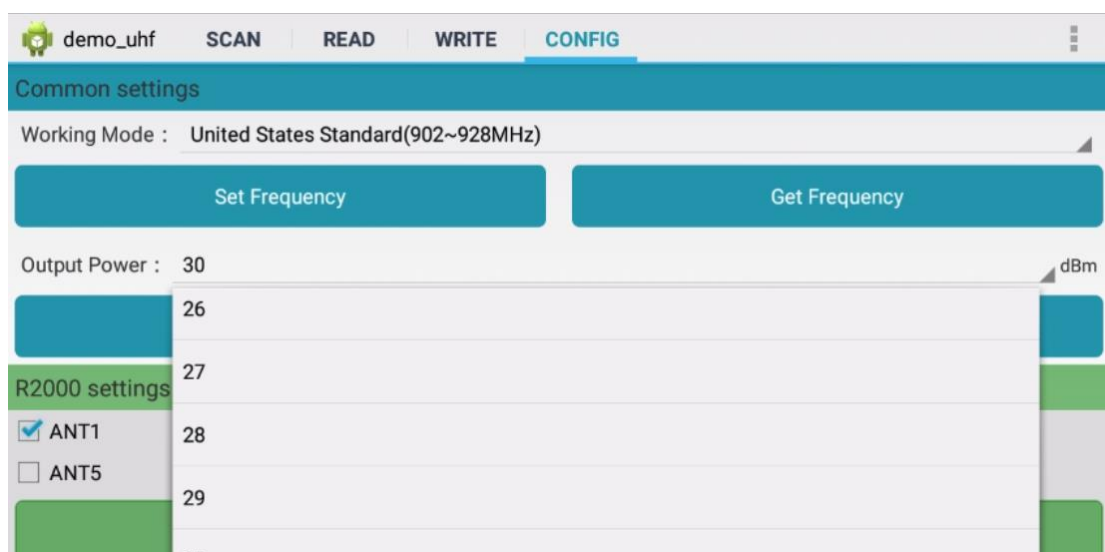 demo_uhf SCAN READ WRITE CONFIG
Common settings
Working Mode : United States Standard(902~928MHz)
Set Frequency Get Frequency
Output Power : 30 dBm
26
27
R2000 settings
ANT1
28
ANT5
29